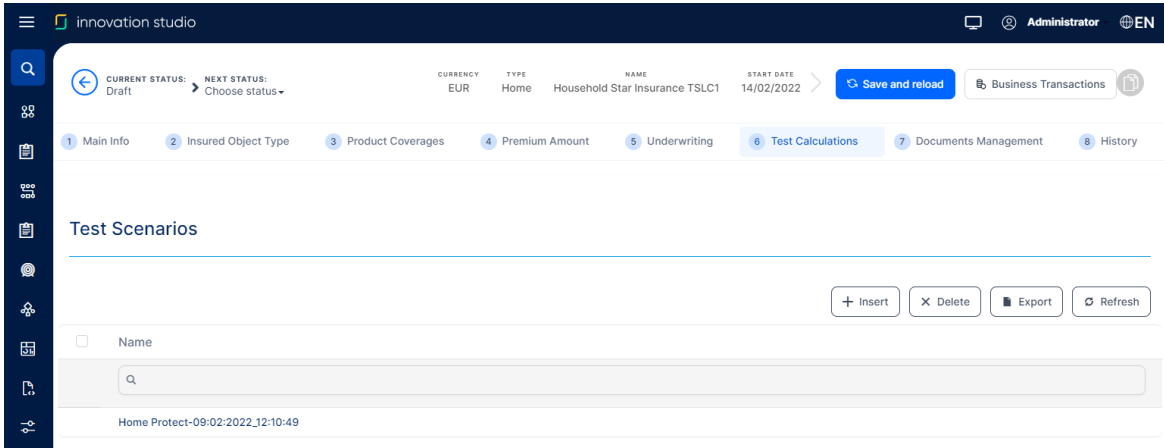 innovation studio
Administrator
EN
CURRENT STATUS:
Draft
NEXT STATUS:
Choose status
CURRENCY
EUR
TYPE
Home
NAME
Household Star Insurance TSLC1
START DATE
14/02/2022
Save and reload
Business Transactions
1 Main Info
2 Insured Object Type
3 Product Coverages
4 Premium Amount
5 Underwriting
6 Test Calculations
7 Documents Management
8 History
Test Scenarios
Insert
Delete
Export
Refresh
Name
Home Protect-09:02:2022_12:10:49